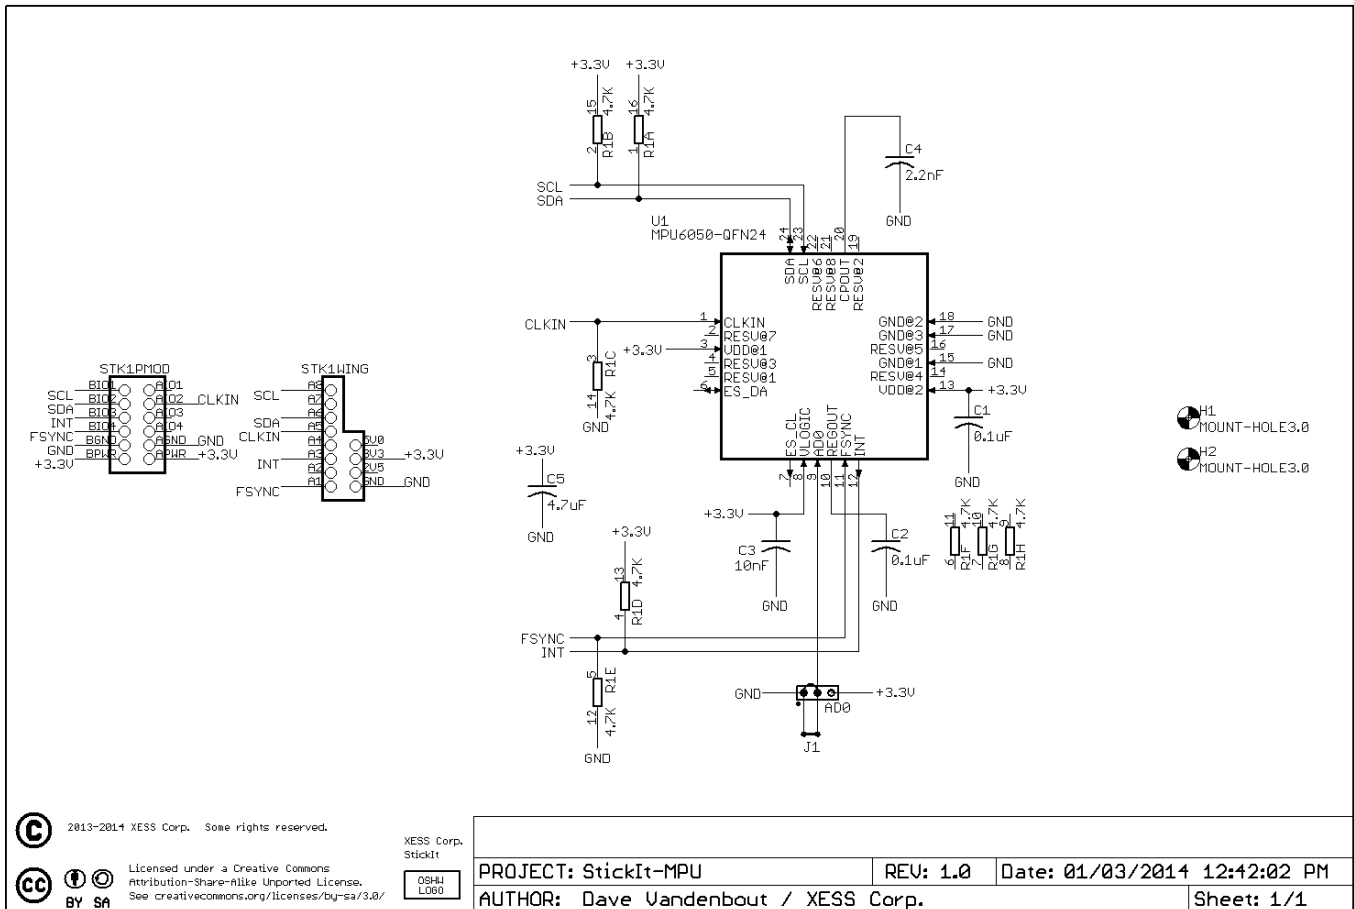 +3.3V +3.3V
15 4.7K 16 4.7K
2 R1B 1 R1A
C4
2.2nF
GND
SCL
SDA
U1
MPU6050-QFN24
24 23 22 21 20 19
SDA SCL RESV@6 RESV@8 CPOUT RESV@2
CLKIN
1 CLKIN
2 RESV@7
+3.3V 3 VDD@1
4 RESV@3
5 RESV@1
6 ES_DA
GND@2 18 GND
GND@3 17 GND
RESV@5 16
GND@1 15 GND
RESV@4 14
VDD@2 13 +3.3V
ES_CL VLOGIC AD0 REGOUT FSYNC INT
7 8 9 10 11 12
3 R1C
14 4.7K
GND
C1
0.1uF
GND
STK1PMOD
SCL BIO1 AIO1
SDA BIO2 AIO2 CLKIN
INT BIO3 AIO3
FSYNC BIO4 AIO4
GND BGND AGND GND
+3.3V BPWR APWR +3.3V
STK1WING
A8
SCL A7
A6
SDA A5
CLKIN A4 5V0
INT A3 3V3 +3.3V
A2 2V5
FSYNC A1 GND GND
H1
MOUNT-HOLE3.0
H2
MOUNT-HOLE3.0
+3.3V
C5
4.7uF
GND
+3.3V
C3
10nF
GND
C2
0.1uF
GND
11 4.7K 10 4.7K 9 4.7K
6 R1F 7 R1G 8 R1H
+3.3V
13 4.7K
4 R1D
FSYNC
INT
5 R1E
12 4.7K
GND
GND +3.3V
AD0
J1
2013-2014 XESS Corp. Some rights reserved.
Licensed under a Creative Commons
Attribution-Share-Alike Unported License.
See creativecommons.org/licenses/by-sa/3.0/
C
CC
BY SA
XESS Corp.
StickIt
OSHW
LOGO
PROJECT: StickIt-MPU REV: 1.0 Date: 01/03/2014 12:42:02 PM
AUTHOR: Dave Vandenbout / XESS Corp. Sheet: 1/1